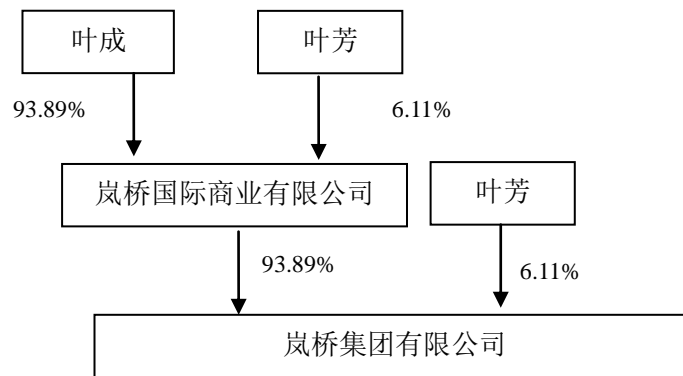 叶成
叶芳
93.89%
6.11%
岚桥国际商业有限公司
叶芳
93.89%
6.11%
岚桥集团有限公司